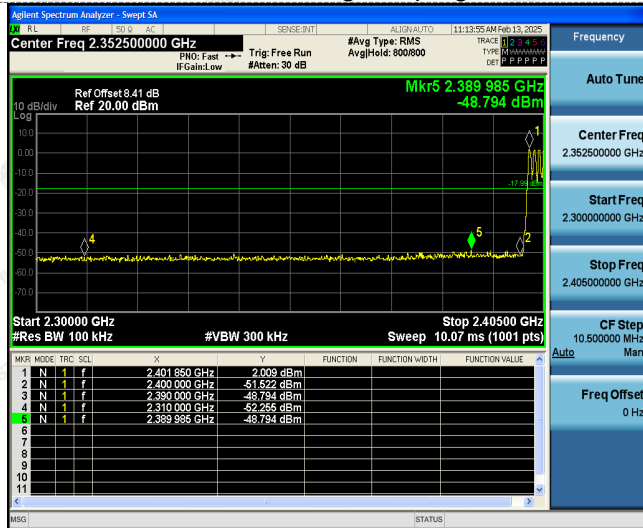 Agilent Spectrum Analyzer - Swept SA
LXI RL RF 50 Ω AC SENSE:INT ALIGN AUTO 11:13:55 AM Feb 13, 2025
Center Freq 2.352500000 GHz
PNO: Fast
IFGain:Low
Trig: Free Run
#Atten: 30 dB
#Avg Type: RMS
Avg|Hold: 800/800
TRACE 1 2 3 4 5 6
TYPE M
DET P P P P P P
Ref Offset 8.41 dB
10 dB/div Ref 20.00 dBm
Log
Mkr5 2.389 985 GHz
-48.794 dBm
10.0
0.00
-10.0
-20.0
-30.0
-40.0
-50.0
-60.0
-70.0
-17.99 dBm
1
2
4
5
Start 2.30000 GHz Stop 2.40500 GHz
#Res BW 100 kHz #VBW 300 kHz Sweep 10.07 ms (1001 pts)
MKR MODE TRC SCL X Y FUNCTION FUNCTION WIDTH FUNCTION VALUE
1 N 1 f 2.401 850 GHz 2.009 dBm
2 N 1 f 2.400 000 GHz -51.522 dBm
3 N 1 f 2.390 000 GHz -48.794 dBm
4 N 1 f 2.310 000 GHz -52.255 dBm
5 N 1 f 2.389 985 GHz -48.794 dBm
6
7
8
9
10
11
MSG STATUS
Frequency
Auto Tune
Center Freq
2.352500000 GHz
Start Freq
2.300000000 GHz
Stop Freq
2.405000000 GHz
CF Step
10.500000 MHz
Auto Man
Freq Offset
0 Hz